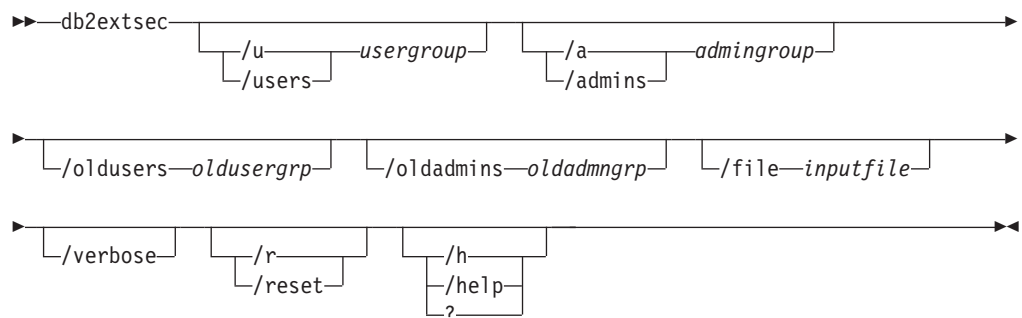 db2extsec /u usergroup /a admingroup
/users /admins
/oldusers oldusergrp /oldadmins oldadmngrp /file inputfile
/verbose /r /h
/reset /help
?